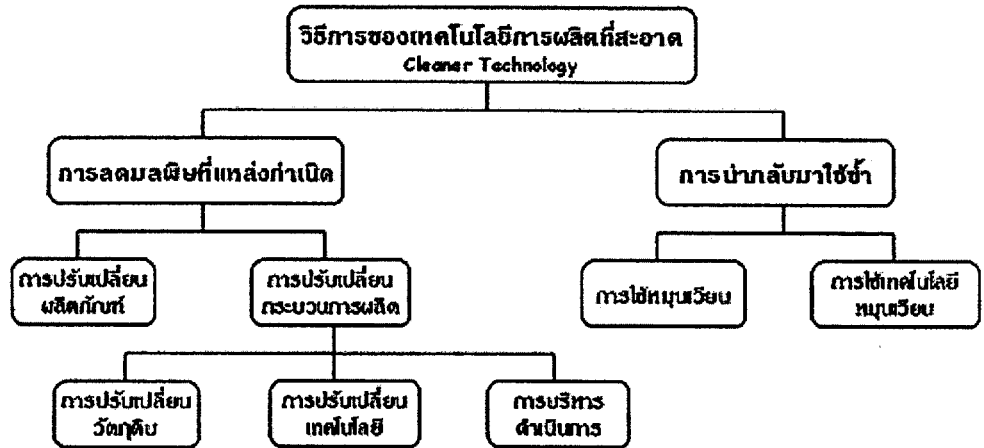 วิธีการของเทคโนโลยีการผลิตที่สะอาด
Cleaner Technology
การลดมลพิษที่แหล่งกำเนิด
การนำกลับมาใช้ซ้ำ
การปรับเปลี่ยน
ผลิตภัณฑ์
การปรับเปลี่ยน
กระบวนการผลิต
การใช้หมุนเวียน
การใช้เทคโนโลยี
หมุนเวียน
การปรับเปลี่ยน
วัตถุดิบ
การปรับเปลี่ยน
เทคโนโลยี
การบริหาร
ดำเนินการ